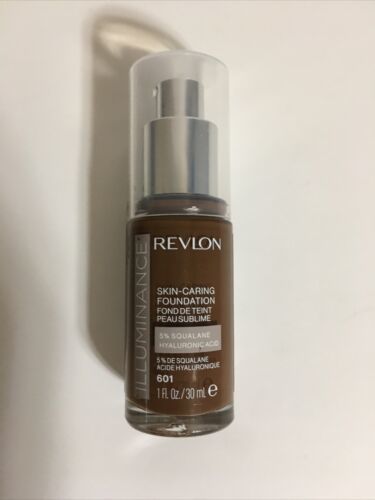 ILLUMINANCE
REVLON
SKIN-CARING
FOUNDATION
FOND DE TEINT
PEAU SUBLIME
5% SQUALANE
HYALURONIC ACID
5% DE SQUALANE
ACIDE HYALURONIQUE
601
1 FL. Oz./30 mL e